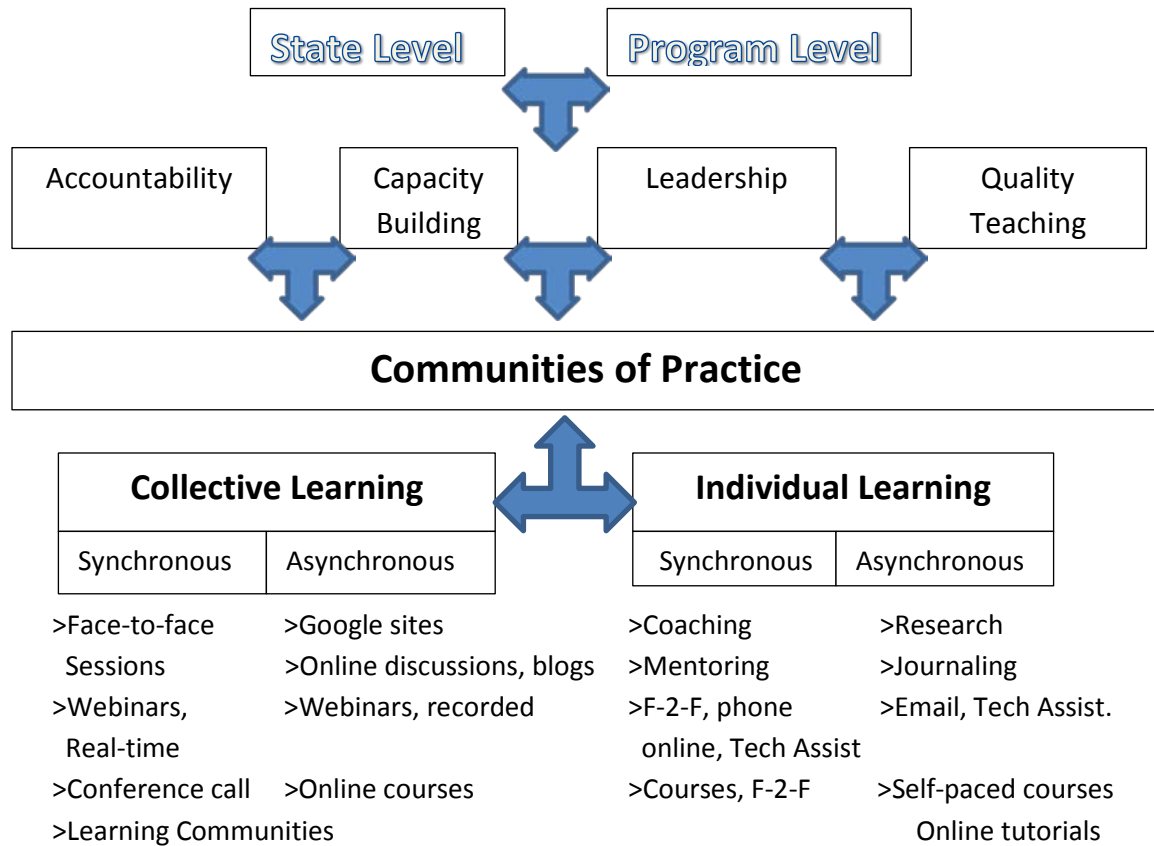 State Level
Program Level
Accountability
Capacity
Building
Leadership
Quality
Teaching
Communities of Practice
Collective Learning
Synchronous
Asynchronous
>Face-to-face
Sessions
>Webinars,
Real-time
>Conference call
>Learning Communities
>Google sites
>Online discussions, blogs
>Webinars, recorded
>Online courses
Individual Learning
Synchronous
Asynchronous
>Coaching
>Mentoring
>F-2-F, phone
online, Tech Assist
>Courses, F-2-F
>Research
>Journaling
>Email, Tech Assist.
>Self-paced courses
Online tutorials